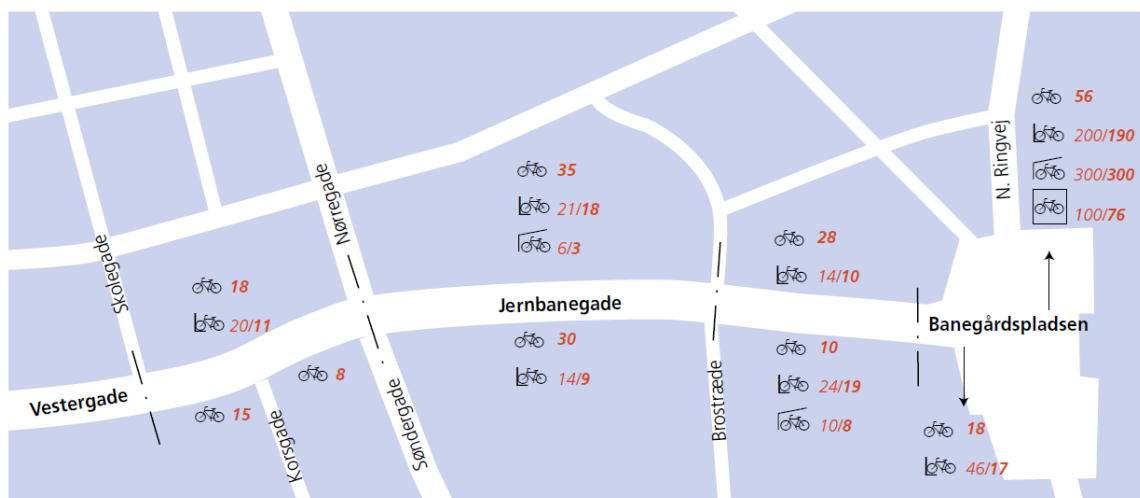 56
200/190
300/300
100/76
N. Ringvej
Nørregade
35
21/18
6/3
28
14/10
Skolegade
18
20/11
Jernbanegade
Banegårdspladsen
30
14/9
10
24/19
10/8
8
Vestergade
15
Korsgade
Søndergade
Brostræde
18
46/17